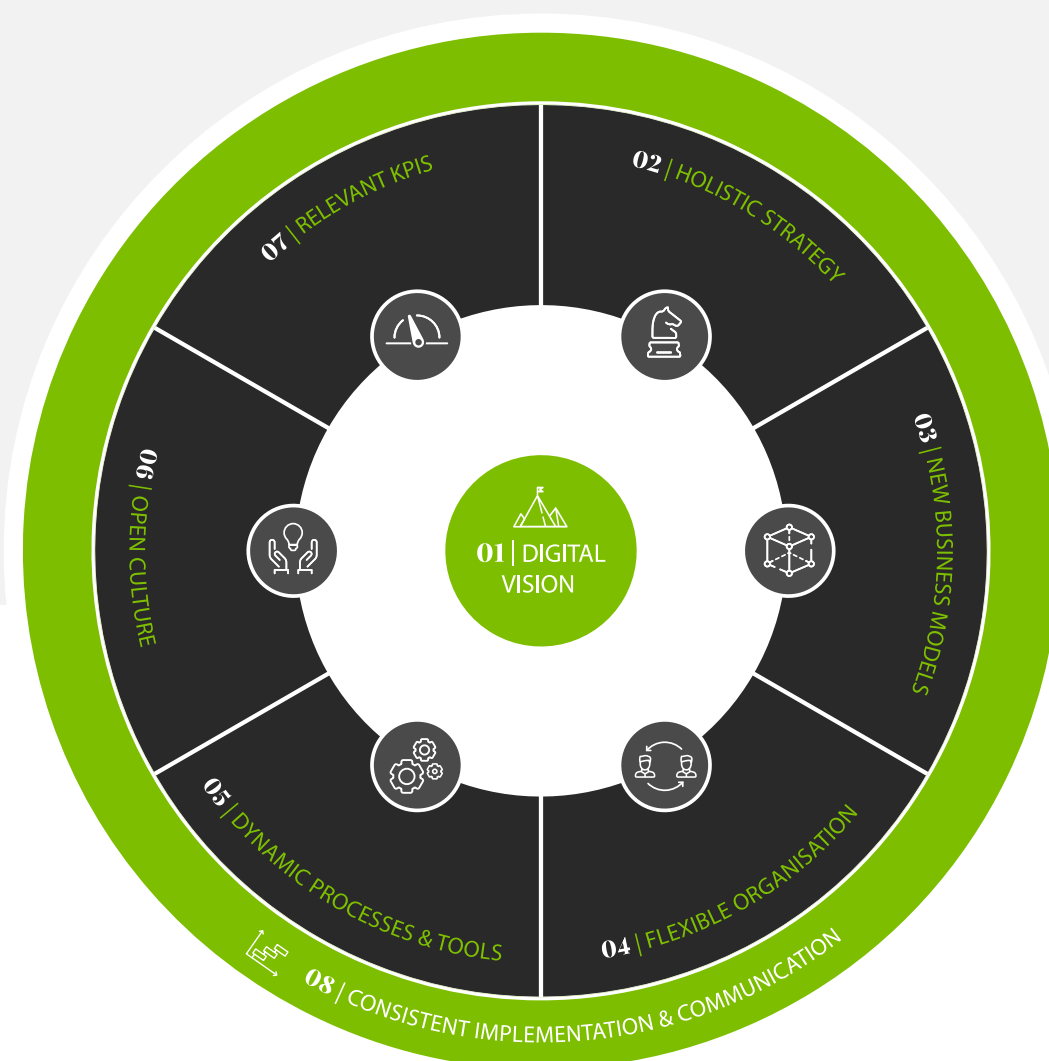 01 | DIGITAL
VISION
02 | HOLISTIC STRATEGY
03 | NEW BUSINESS MODELS
04 | FLEXIBLE ORGANISATION
05 | DYNAMIC PROCESSES & TOOLS
06 | OPEN CULTURE
07 | RELEVANT KPIS
08 | CONSISTENT IMPLEMENTATION & COMMUNICATION